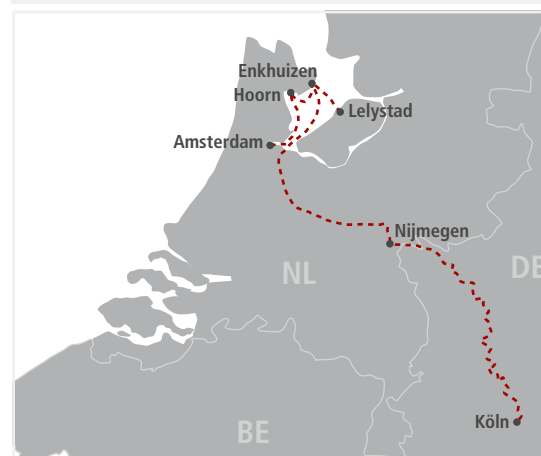 Enkhuizen
Hoorn
Lelystad
Amsterdam
Nijmegen
NL
DE
Köln
BE